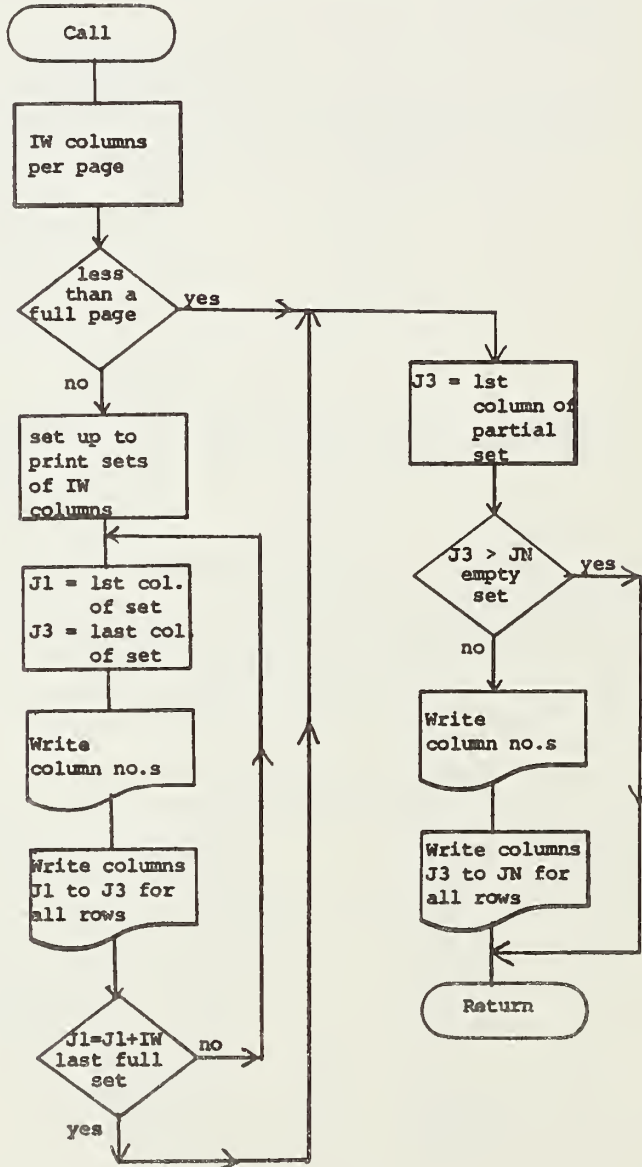 Call
IW columns
per page
less
than a
full page
yes
no
set up to
print sets
of IW
columns
J1 = 1st col.
of set
J3 = last col
of set
Write
column no.s
Write columns
J1 to J3 for
all rows
J1=J1+IW
last full
set
no
yes
J3 = 1st
column of
partial
set
J3 > JN
empty
set
yes
no
Write
column no.s
Write columns
J3 to JN for
all rows
Return